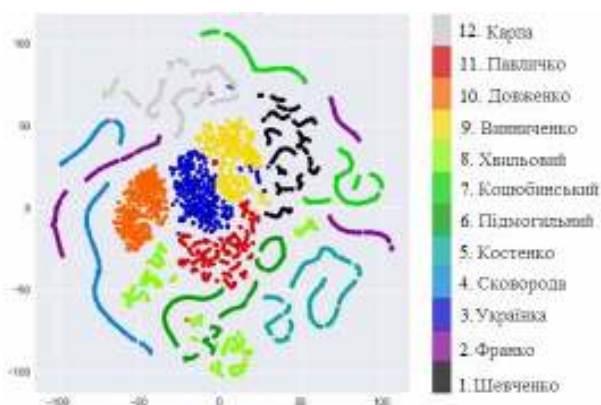 12. Карпа
11. Павличко
10. Довженко
9. Винниченко
8. Хвильовий
7. Коцюбинський
6. Підмогильний
5. Костенко
4. Сковорода
3. Українка
2. Франко
1. Шевченко
100
50
0
-50
-100
-100
-50
0
50
100